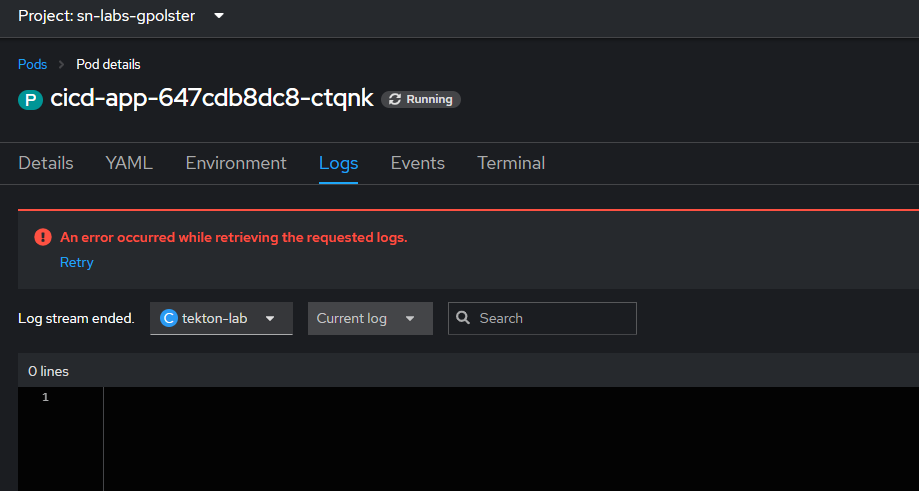 Project: sn-labs-gpolster
Pods > Pod details
P cicd-app-647cdb8dc8-ctqnk Running
Details YAML Environment Logs Events Terminal
An error occurred while retrieving the requested logs.
Retry
Log stream ended. C tekton-lab Current log Search
0 lines
1